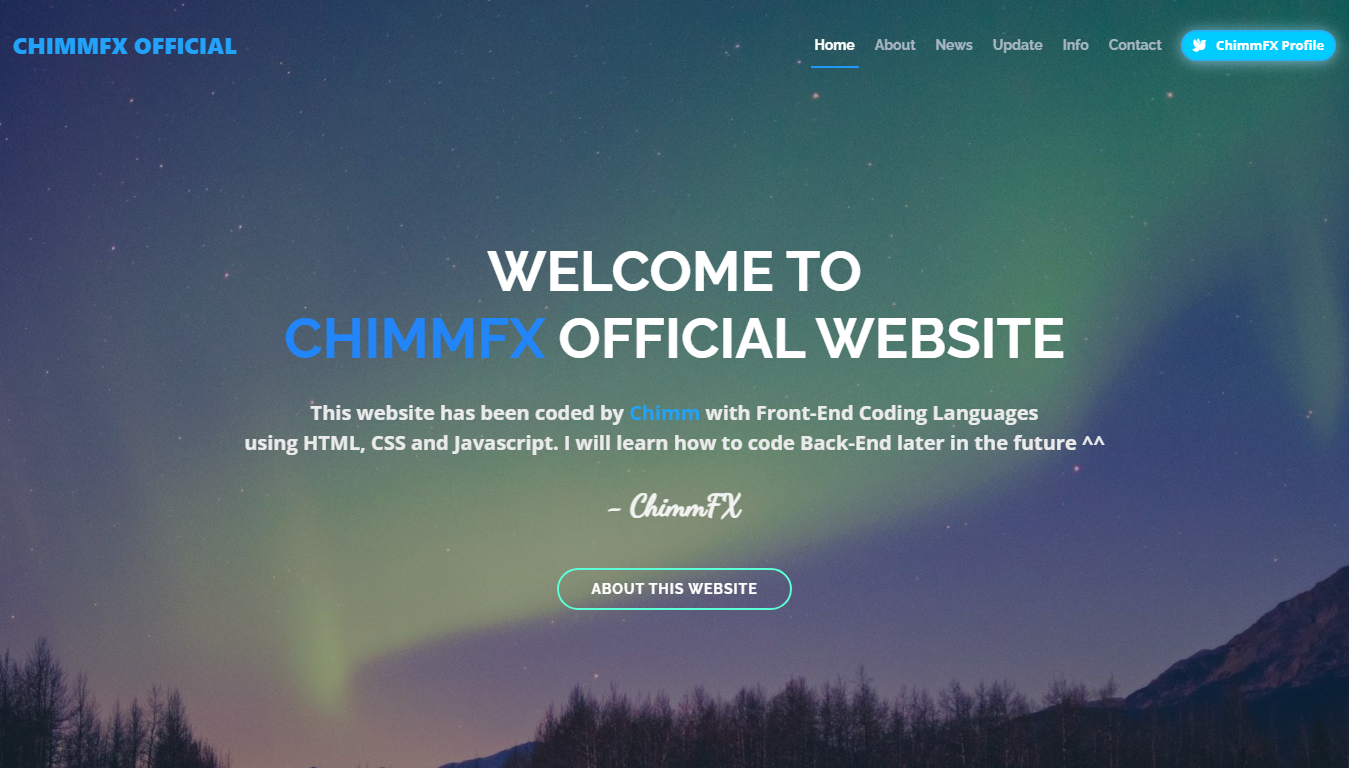 CHIMMFX OFFICIAL
Home About News Update Info Contact ChimmFX Profile
WELCOME TO
CHIMMFX OFFICIAL WEBSITE
This website has been coded by Chimm with Front-End Coding Languages
using HTML, CSS and Javascript. I will learn how to code Back-End later in the future ^^
- ChimmFX
ABOUT THIS WEBSITE